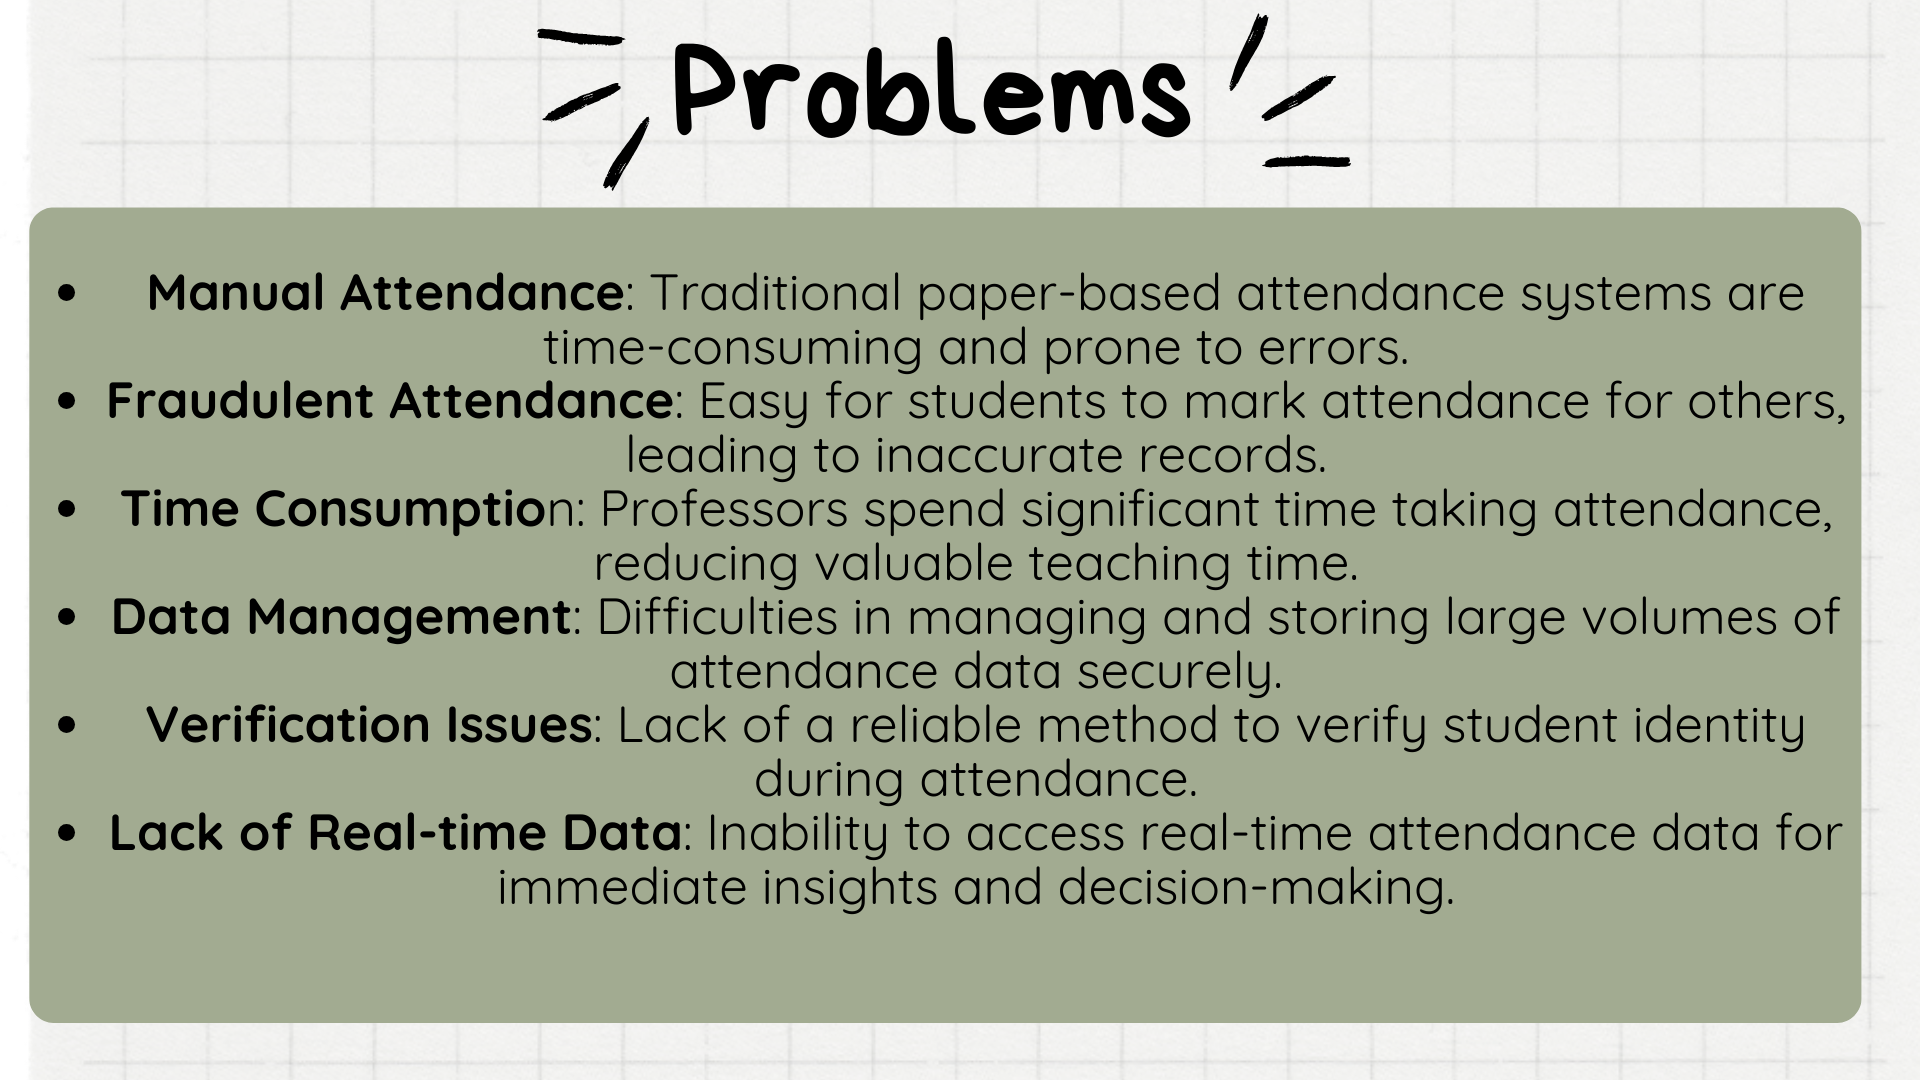 Problems
• Manual Attendance: Traditional paper-based attendance systems are
time-consuming and prone to errors.
• Fraudulent Attendance: Easy for students to mark attendance for others,
leading to inaccurate records.
• Time Consumption: Professors spend significant time taking attendance,
reducing valuable teaching time.
• Data Management: Difficulties in managing and storing large volumes of
attendance data securely.
• Verification Issues: Lack of a reliable method to verify student identity
during attendance.
• Lack of Real-time Data: Inability to access real-time attendance data for
immediate insights and decision-making.